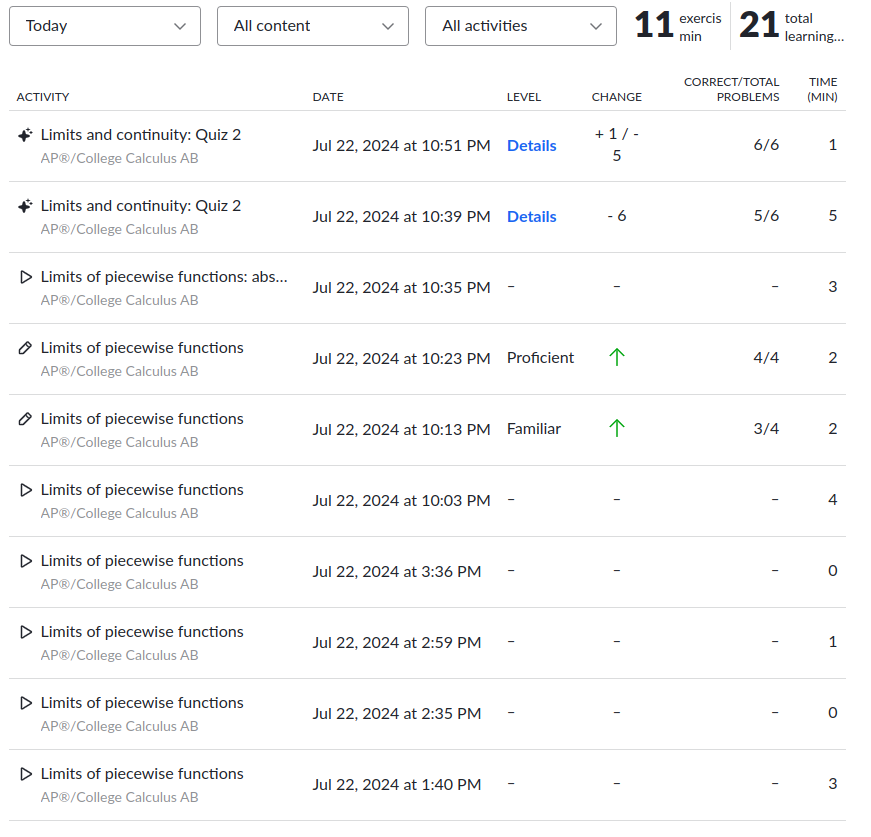 Today All content All activities 11 exercis min 21 total learning...
ACTIVITY DATE LEVEL CHANGE CORRECT/TOTAL PROBLEMS TIME (MIN)
Limits and continuity: Quiz 2
AP®/College Calculus AB
Jul 22, 2024 at 10:51 PM Details + 1 / - 5 6/6 1
Limits and continuity: Quiz 2
AP®/College Calculus AB
Jul 22, 2024 at 10:39 PM Details - 6 5/6 5
Limits of piecewise functions: abs...
AP®/College Calculus AB
Jul 22, 2024 at 10:35 PM – – – 3
Limits of piecewise functions
AP®/College Calculus AB
Jul 22, 2024 at 10:23 PM Proficient 4/4 2
Limits of piecewise functions
AP®/College Calculus AB
Jul 22, 2024 at 10:13 PM Familiar 3/4 2
Limits of piecewise functions
AP®/College Calculus AB
Jul 22, 2024 at 10:03 PM – – – 4
Limits of piecewise functions
AP®/College Calculus AB
Jul 22, 2024 at 3:36 PM – – – 0
Limits of piecewise functions
AP®/College Calculus AB
Jul 22, 2024 at 2:59 PM – – – 1
Limits of piecewise functions
AP®/College Calculus AB
Jul 22, 2024 at 2:35 PM – – – 0
Limits of piecewise functions
AP®/College Calculus AB
Jul 22, 2024 at 1:40 PM – – – 3